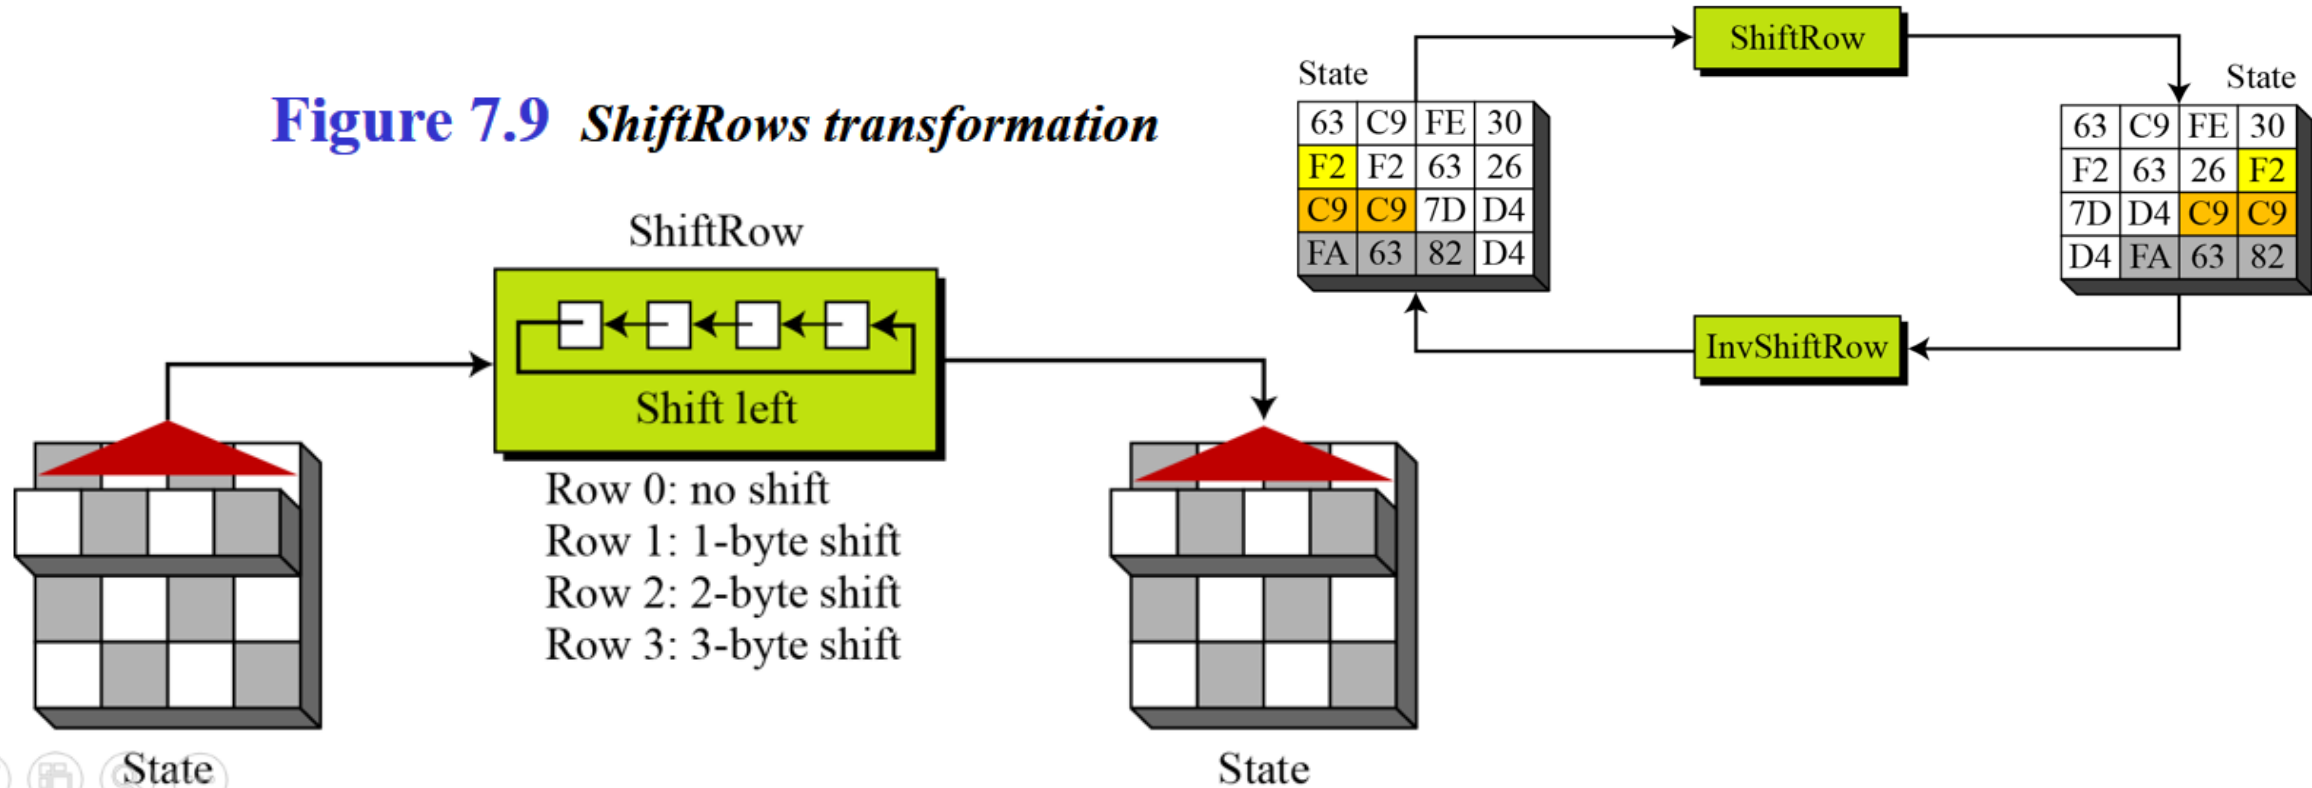 Figure 7.9 ShiftRows transformation
ShiftRow
Shift left
Row 0: no shift
Row 1: 1-byte shift
Row 2: 2-byte shift
Row 3: 3-byte shift
State
State
ShiftRow
State
63 C9 FE 30
F2 F2 63 26
C9 C9 7D D4
FA 63 82 D4
State
63 C9 FE 30
F2 63 26 F2
7D D4 C9 C9
D4 FA 63 82
InvShiftRow